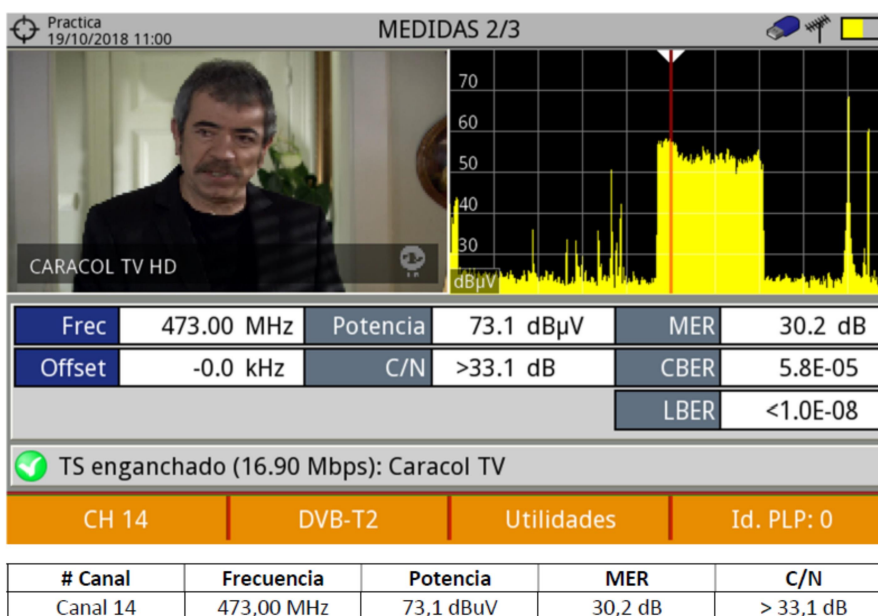 Practica
19/10/2018 11:00
MEDIDAS 2/3
70
60
50
40
30
dBµV
CARACOL TV HD
Frec 473.00 MHz Potencia 73.1 dBµV MER 30.2 dB
Offset -0.0 kHz C/N >33.1 dB CBER 5.8E-05
LBER <1.0E-08
TS enganchado (16.90 Mbps): Caracol TV
CH 14 DVB-T2 Utilidades Id. PLP: 0
# Canal Frecuencia Potencia MER C/N
Canal 14 473,00 MHz 73,1 dBuV 30,2 dB > 33,1 dB